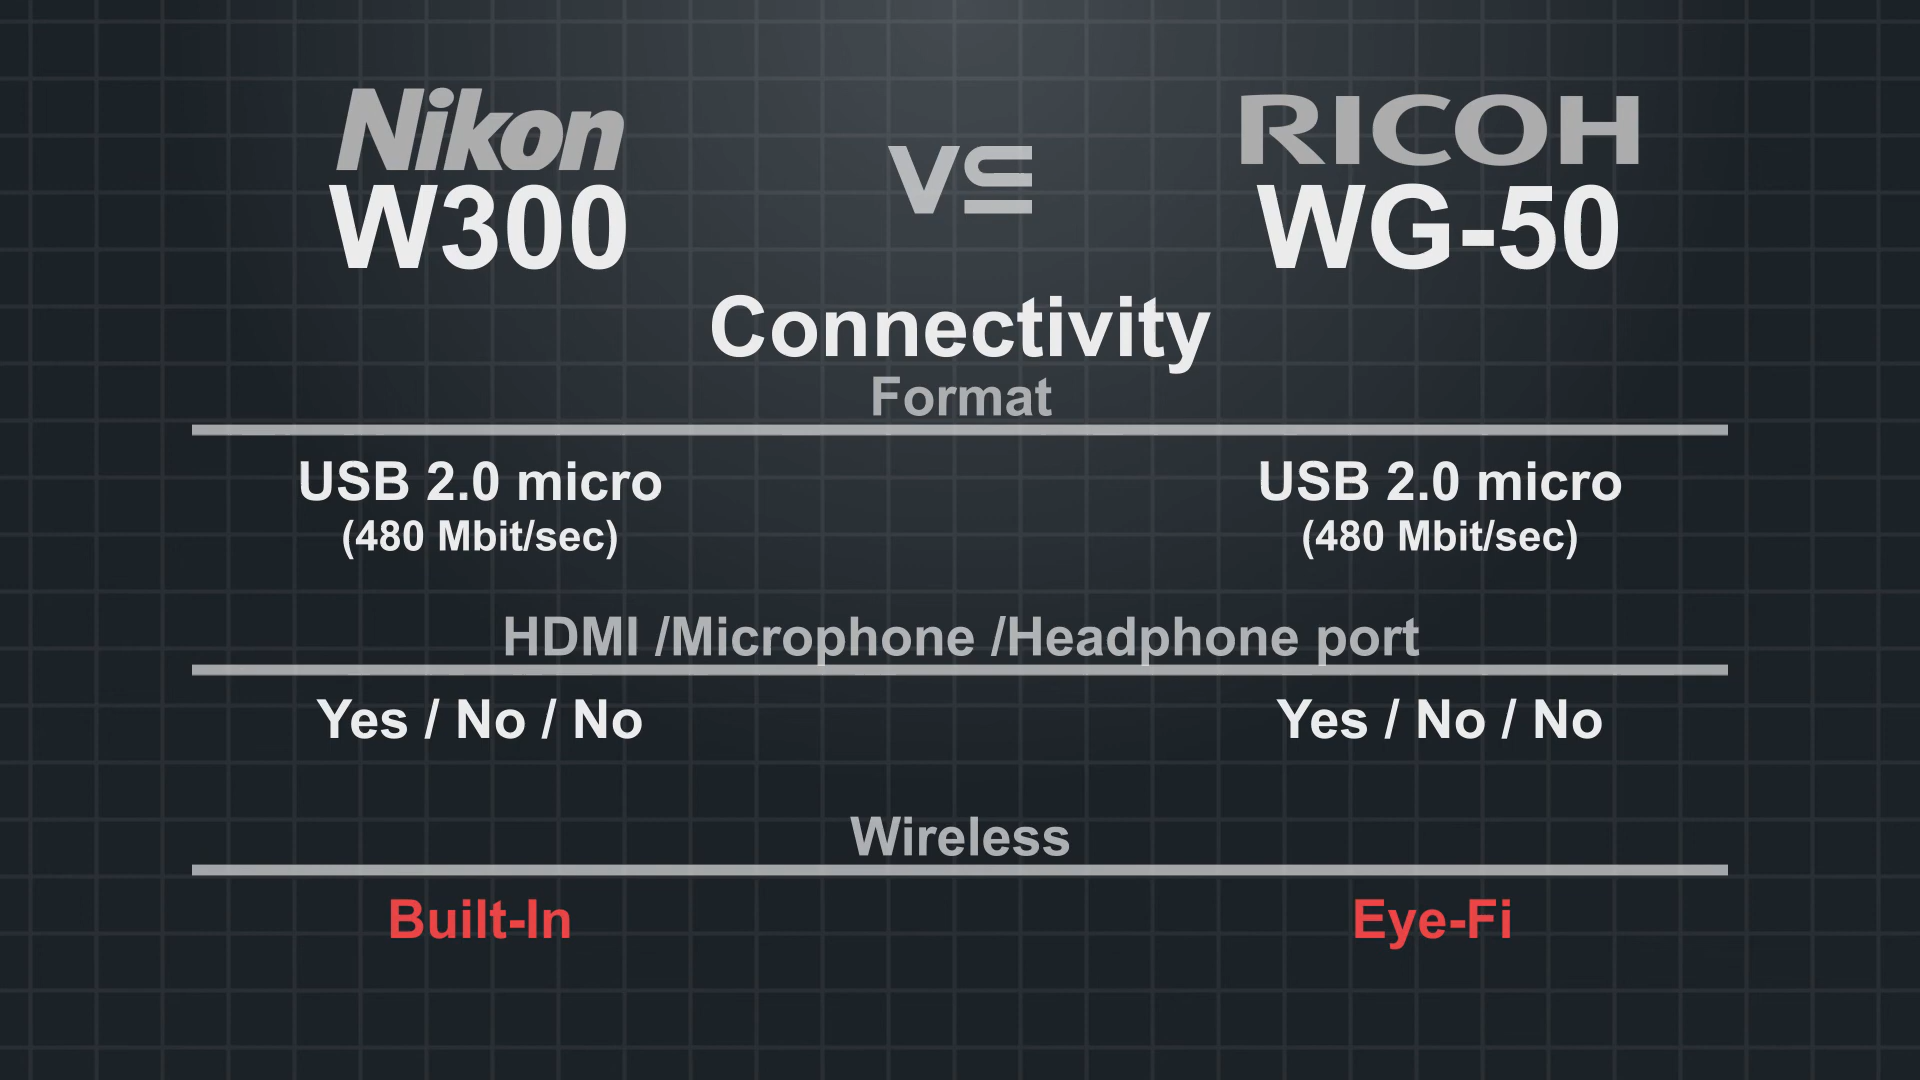 Nikon
W300
VS
RICOH
WG-50
Connectivity
Format
USB 2.0 micro
(480 Mbit/sec)
USB 2.0 micro
(480 Mbit/sec)
HDMI /Microphone /Headphone port
Yes / No / No
Yes / No / No
Wireless
Built-In
Eye-Fi